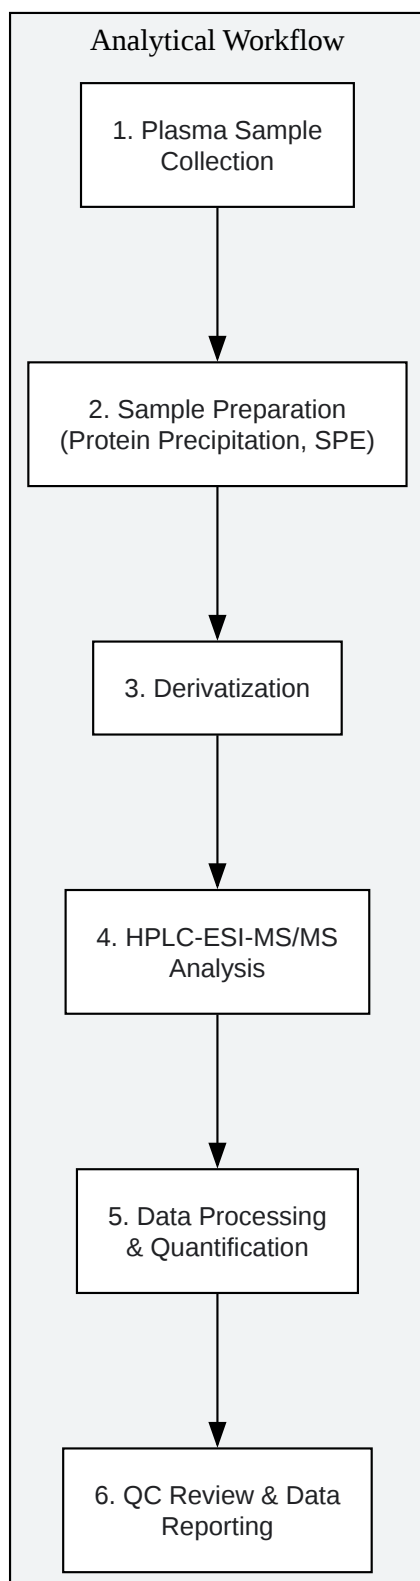 Analytical Workflow
1. Plasma Sample
Collection
2. Sample Preparation
(Protein Precipitation, SPE)
3. Derivatization
4. HPLC-ESI-MS/MS
Analysis
5. Data Processing
& Quantification
6. QC Review & Data
Reporting